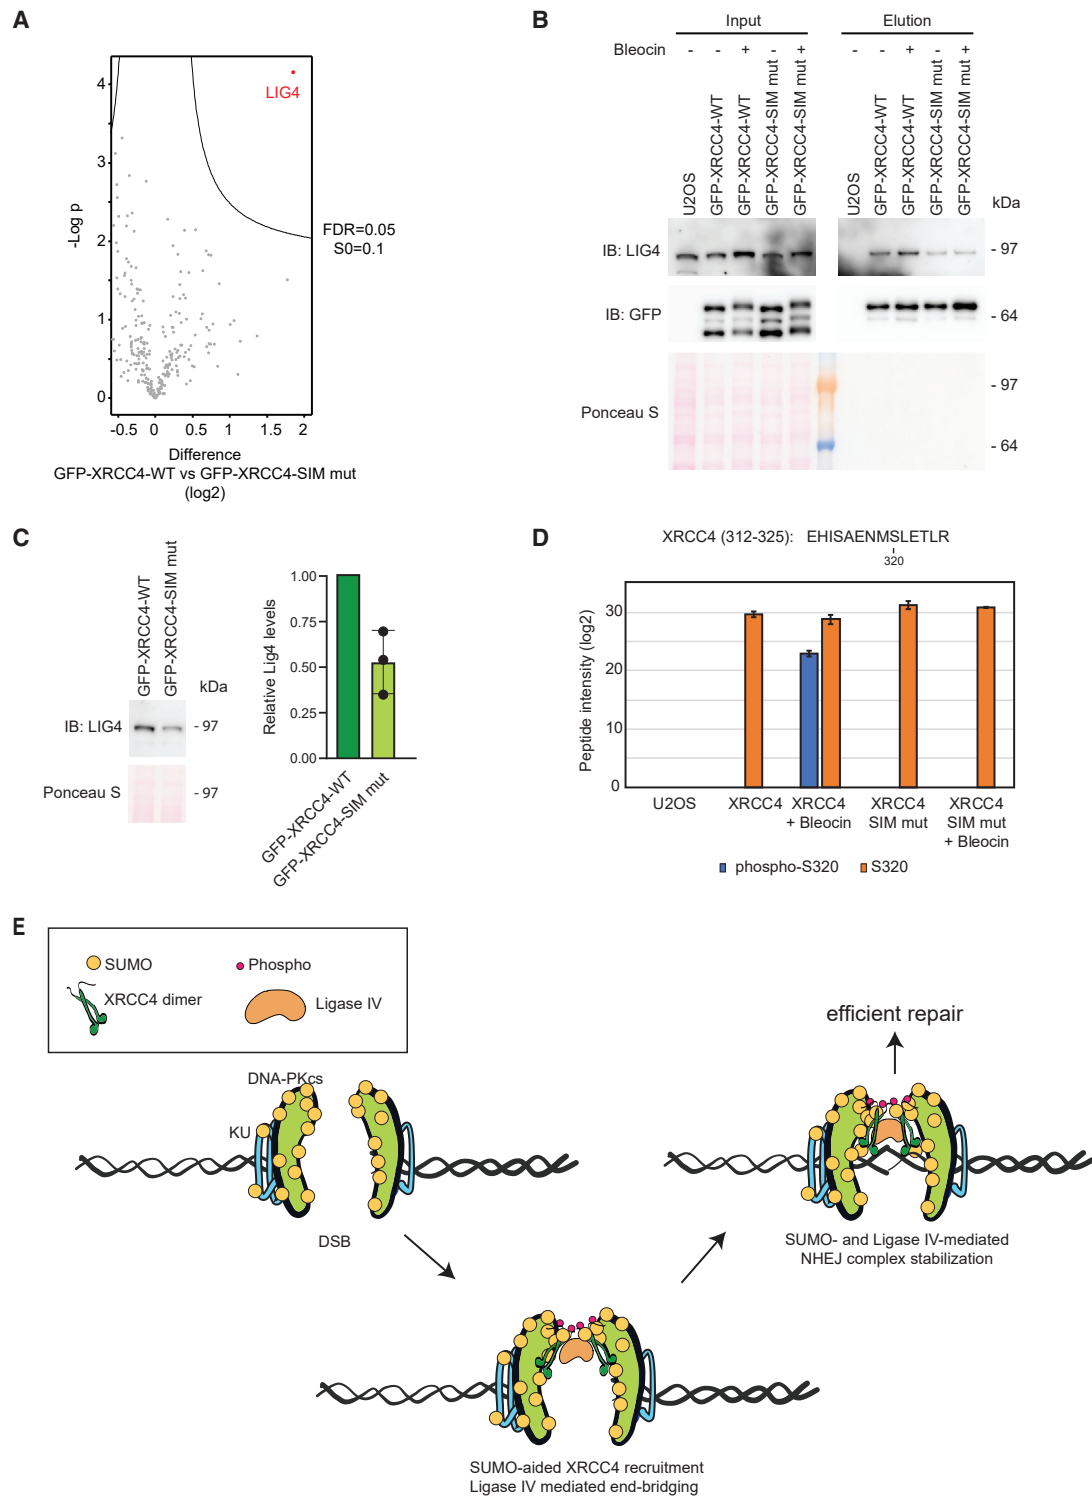 A
4
3
2
1
0
-Log p
LIG4
FDR=0.05
S0=0.1
-0.5 0 0.5 1 1.5 2
Difference
GFP-XRCC4-WT vs GFP-XRCC4-SIM mut
(log2)
B
Input Elution
Bleocin - - + - + - - + - +
U2OS
GFP-XRCC4-WT
GFP-XRCC4-WT
GFP-XRCC4-SIM mut
GFP-XRCC4-SIM mut
U2OS
GFP-XRCC4-WT
GFP-XRCC4-WT
GFP-XRCC4-SIM mut
GFP-XRCC4-SIM mut
kDa
IB: LIG4
- 97
IB: GFP
- 64
Ponceau S
- 97
- 64
C
GFP-XRCC4-WT
GFP-XRCC4-SIM mut
kDa
IB: LIG4
- 97
Ponceau S
- 97
Relative Lig4 levels
1.00
0.75
0.50
0.25
0.00
GFP-XRCC4-WT
GFP-XRCC4-SIM mut
D
XRCC4 (312-325): EHISAENMSLETLR
320
Peptide intensity (log2)
30
20
10
0
U2OS
XRCC4
XRCC4
+ Bleocin
XRCC4
SIM mut
XRCC4
SIM mut
+ Bleocin
phospho-S320 S320
E
SUMO
Phospho
XRCC4 dimer
Ligase IV
DNA-PKcs
KU
DSB
efficient repair
SUMO- and Ligase IV-mediated
NHEJ complex stabilization
SUMO-aided XRCC4 recruitment
Ligase IV mediated end-bridging